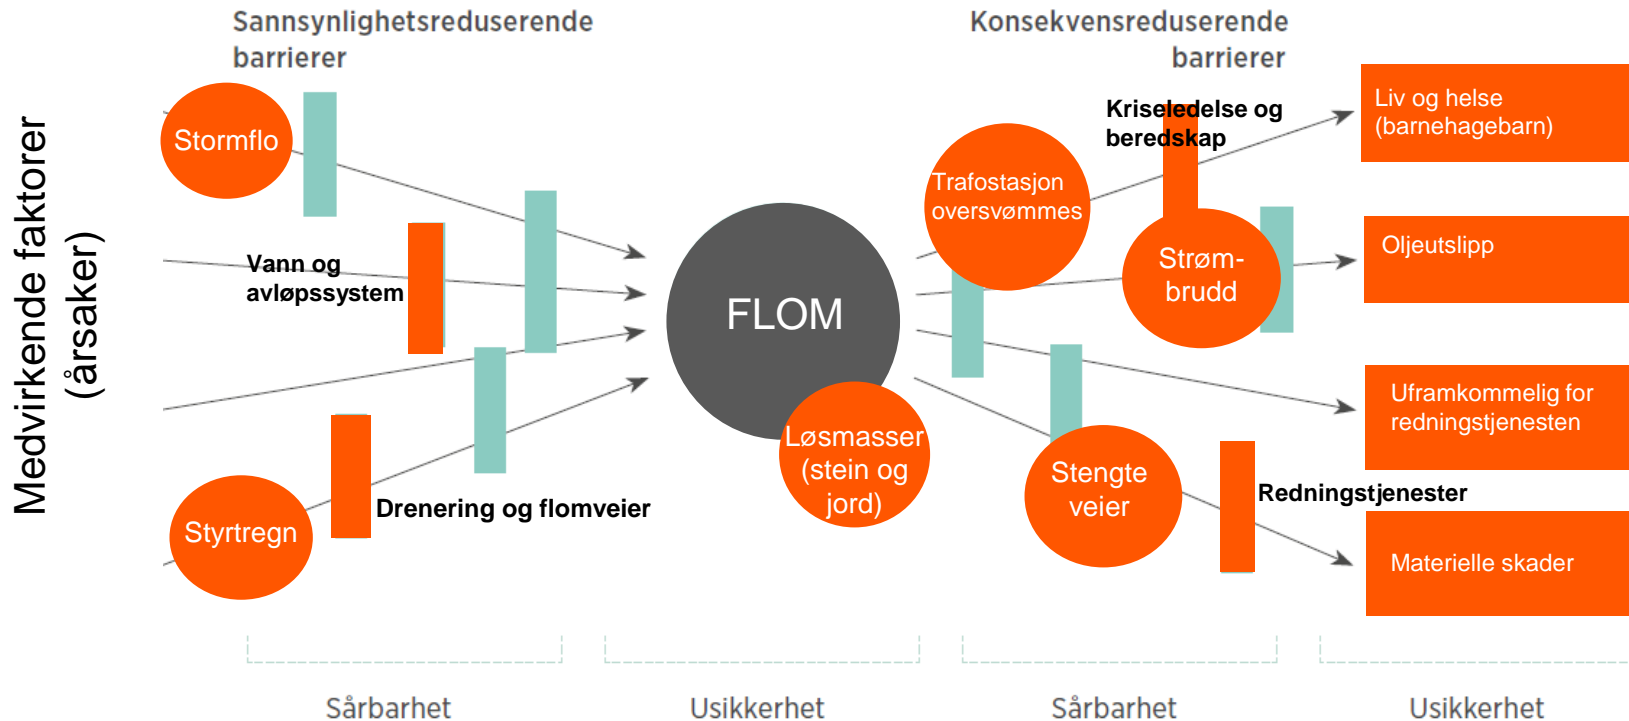 Sannsynlighetsreduserende
barrierer
Konsekvensreduserende
barrierer
Medvirkende faktorer
(årsaker)
Stormflo
Vann og
avløpssystem
Drenering og flomveier
Styrtregn
FLOM
Løsmasser
(stein og
jord)
Trafostasjon
oversvømmes
Kriseledelse og
beredskap
Strøm-
brudd
Stengte
veier
Redningstjenester
Liv og helse
(barnehagebarn)
Oljeutslipp
Uframkommelig for
redningstjenesten
Materielle skader
Sårbarhet
Usikkerhet
Sårbarhet
Usikkerhet